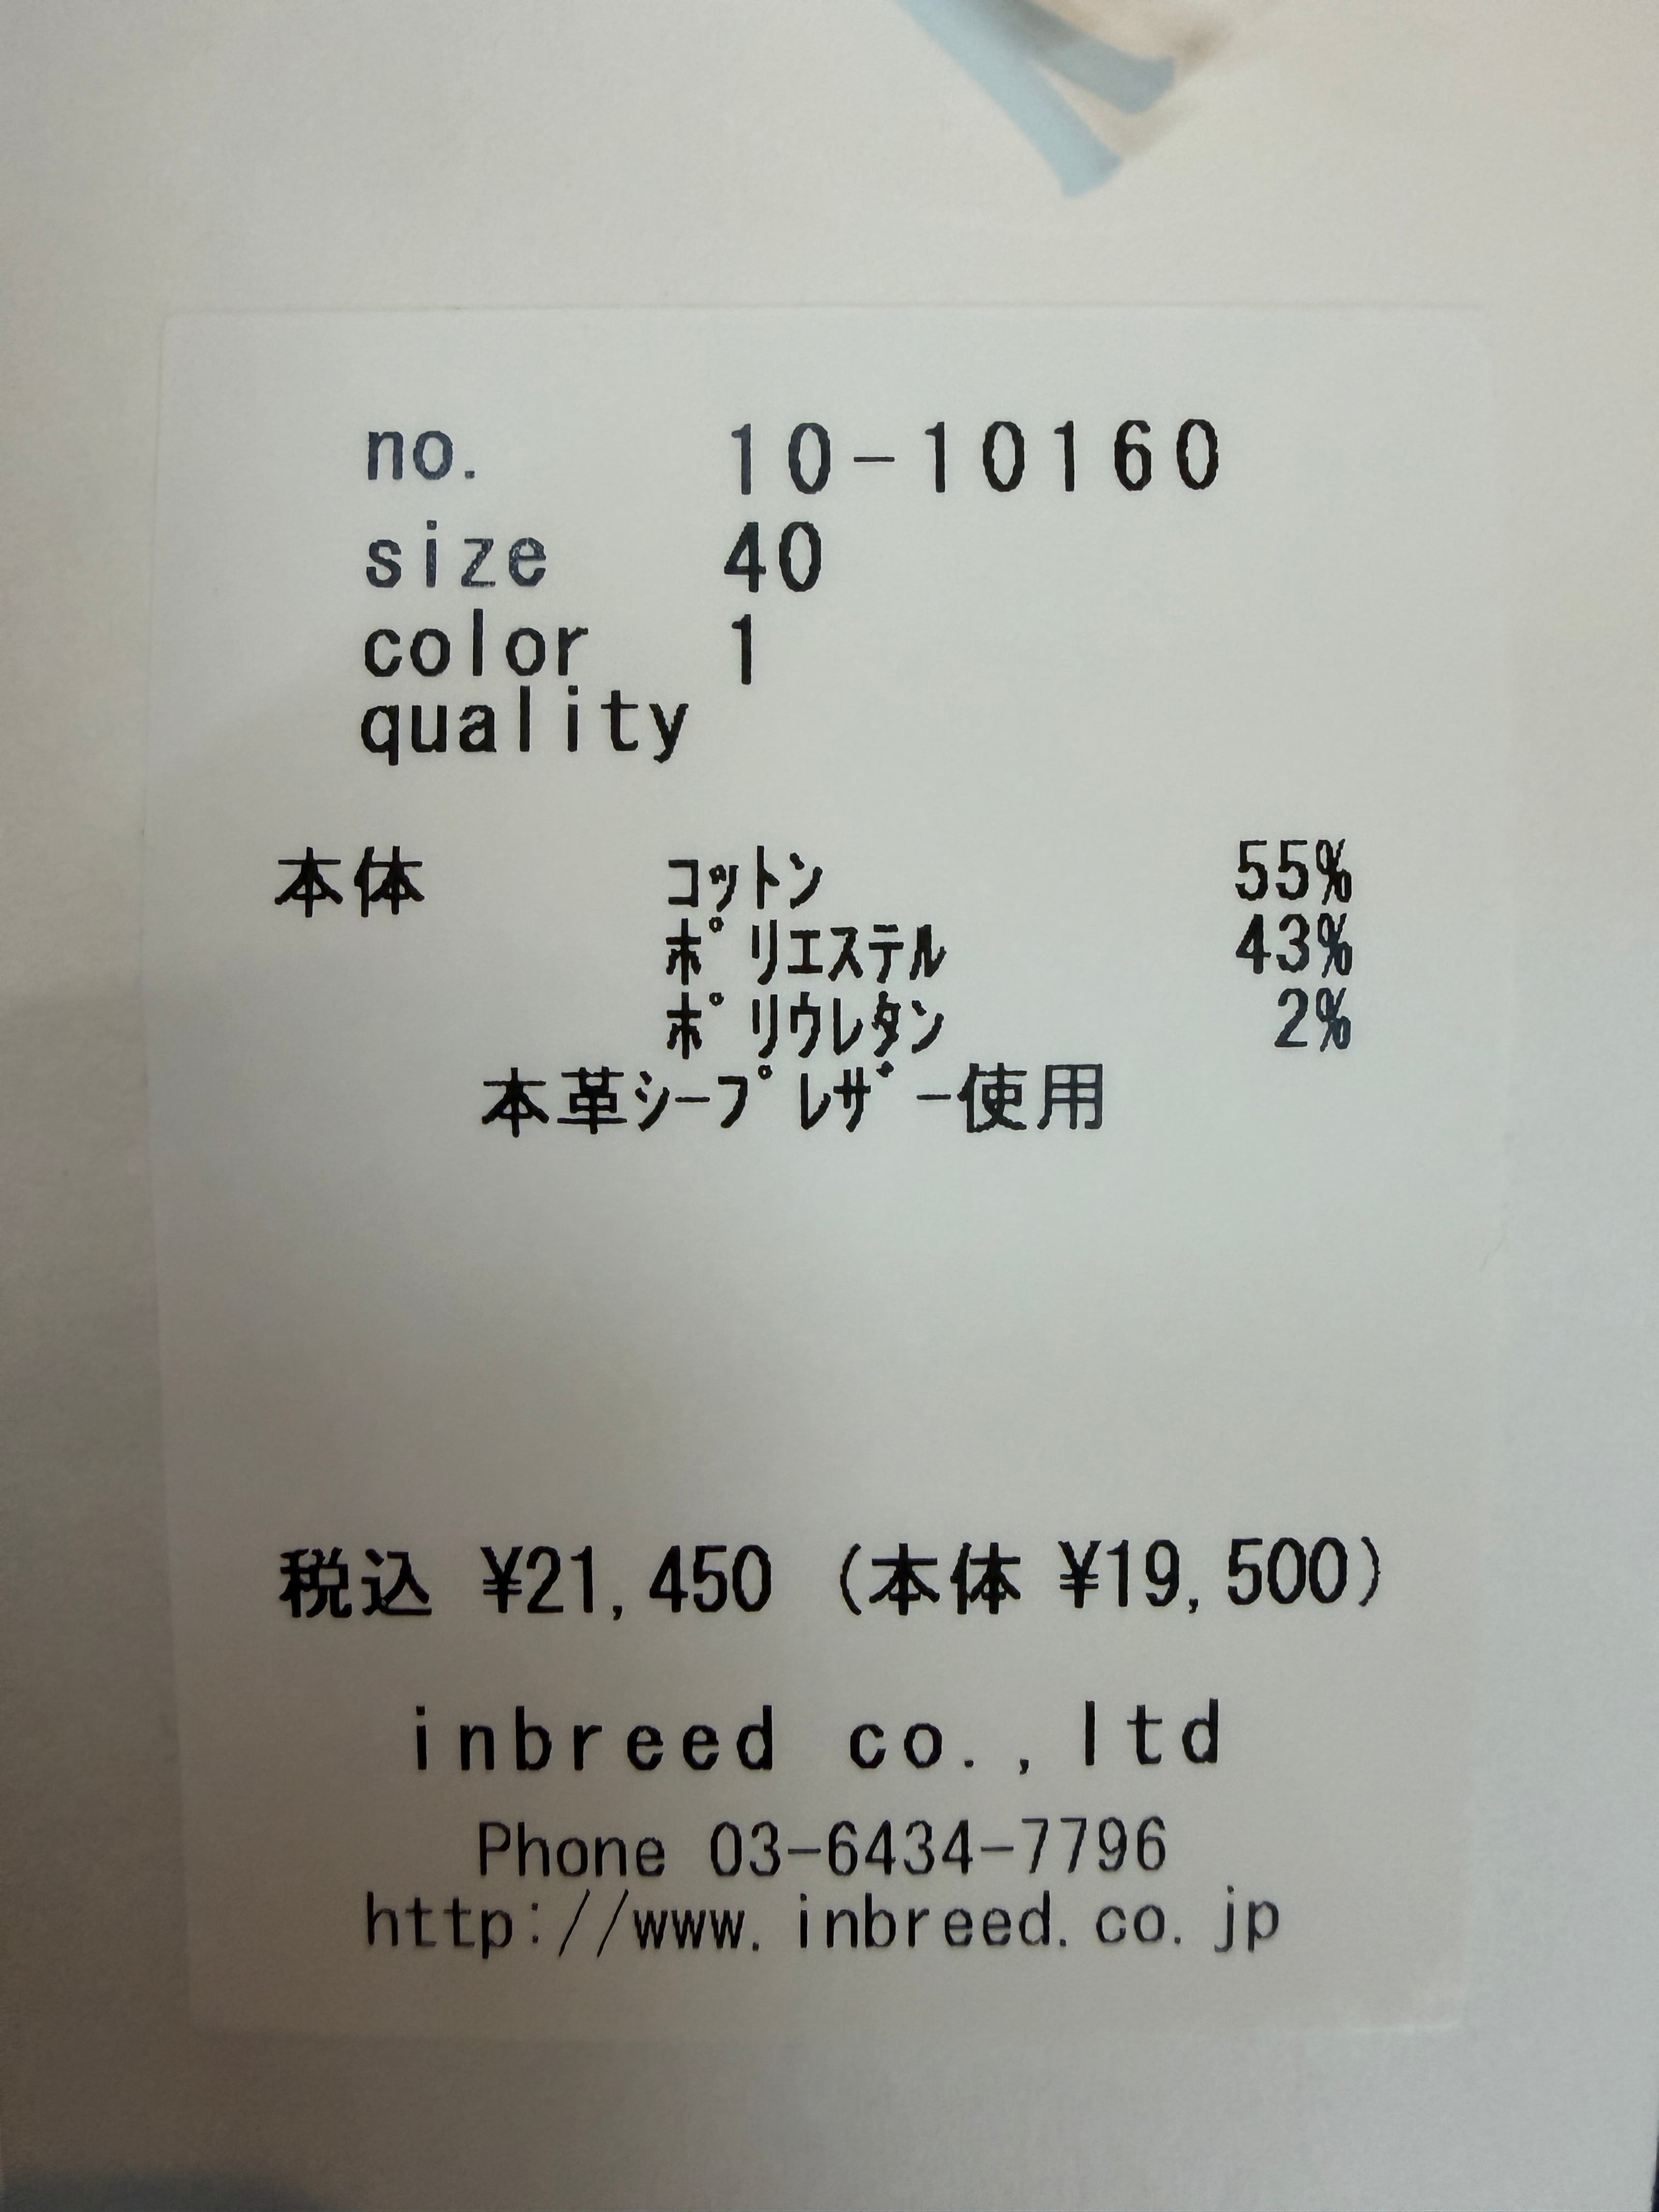 no. 10-10160
size 40
color 1
quality
本体 コットン 55%
ポリエステル 43%
ポリウレタン 2%
本革シープレザー使用
税込 ¥21,450 (本体 ¥19,500)
inbreed co.,ltd
Phone 03-6434-7796
http://www.inbreed.co.jp